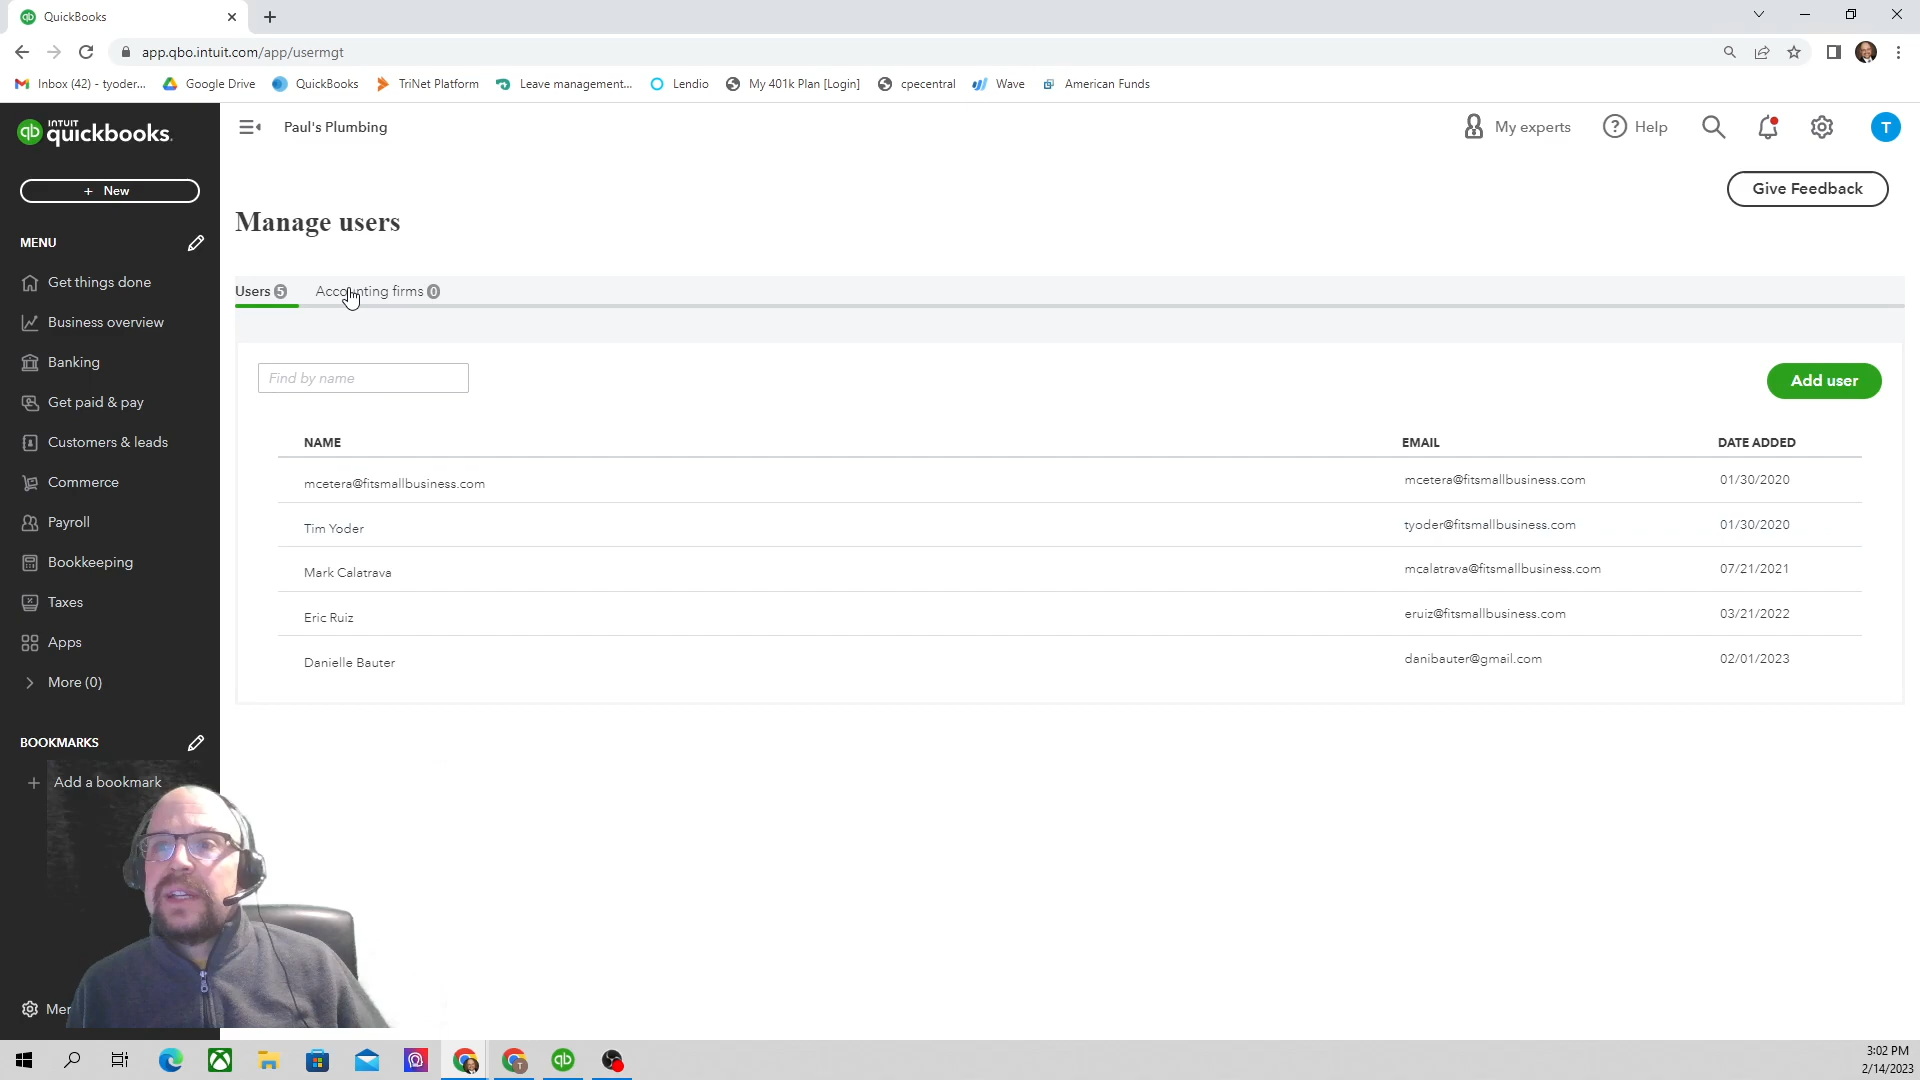 QuickBooks
app.qbo.intuit.com/app/usermgt
Inbox (42) - tyoder...
Google Drive
QuickBooks
TriNet Platform
Leave management...
Lendio
My 401k Plan [Login]
cpecentral
Wave
American Funds
qb INTUIT quickbooks.
Paul's Plumbing
My experts
Help
T
+ New
Give Feedback
Manage users
MENU
Get things done
Business overview
Banking
Get paid & pay
Customers & leads
Commerce
Payroll
Bookkeeping
Taxes
Apps
More (0)
BOOKMARKS
Add a bookmark
Users 5
Accounting firms 0
Find by name
Add user
NAME EMAIL DATE ADDED
mcetera@fitsmallbusiness.com mcetera@fitsmallbusiness.com 01/30/2020
Tim Yoder tyoder@fitsmallbusiness.com 01/30/2020
Mark Calatrava mcalatrava@fitsmallbusiness.com 07/21/2021
Eric Ruiz eruiz@fitsmallbusiness.com 03/21/2022
Danielle Bauter danibauter@gmail.com 02/01/2023
3:02 PM
2/14/2023